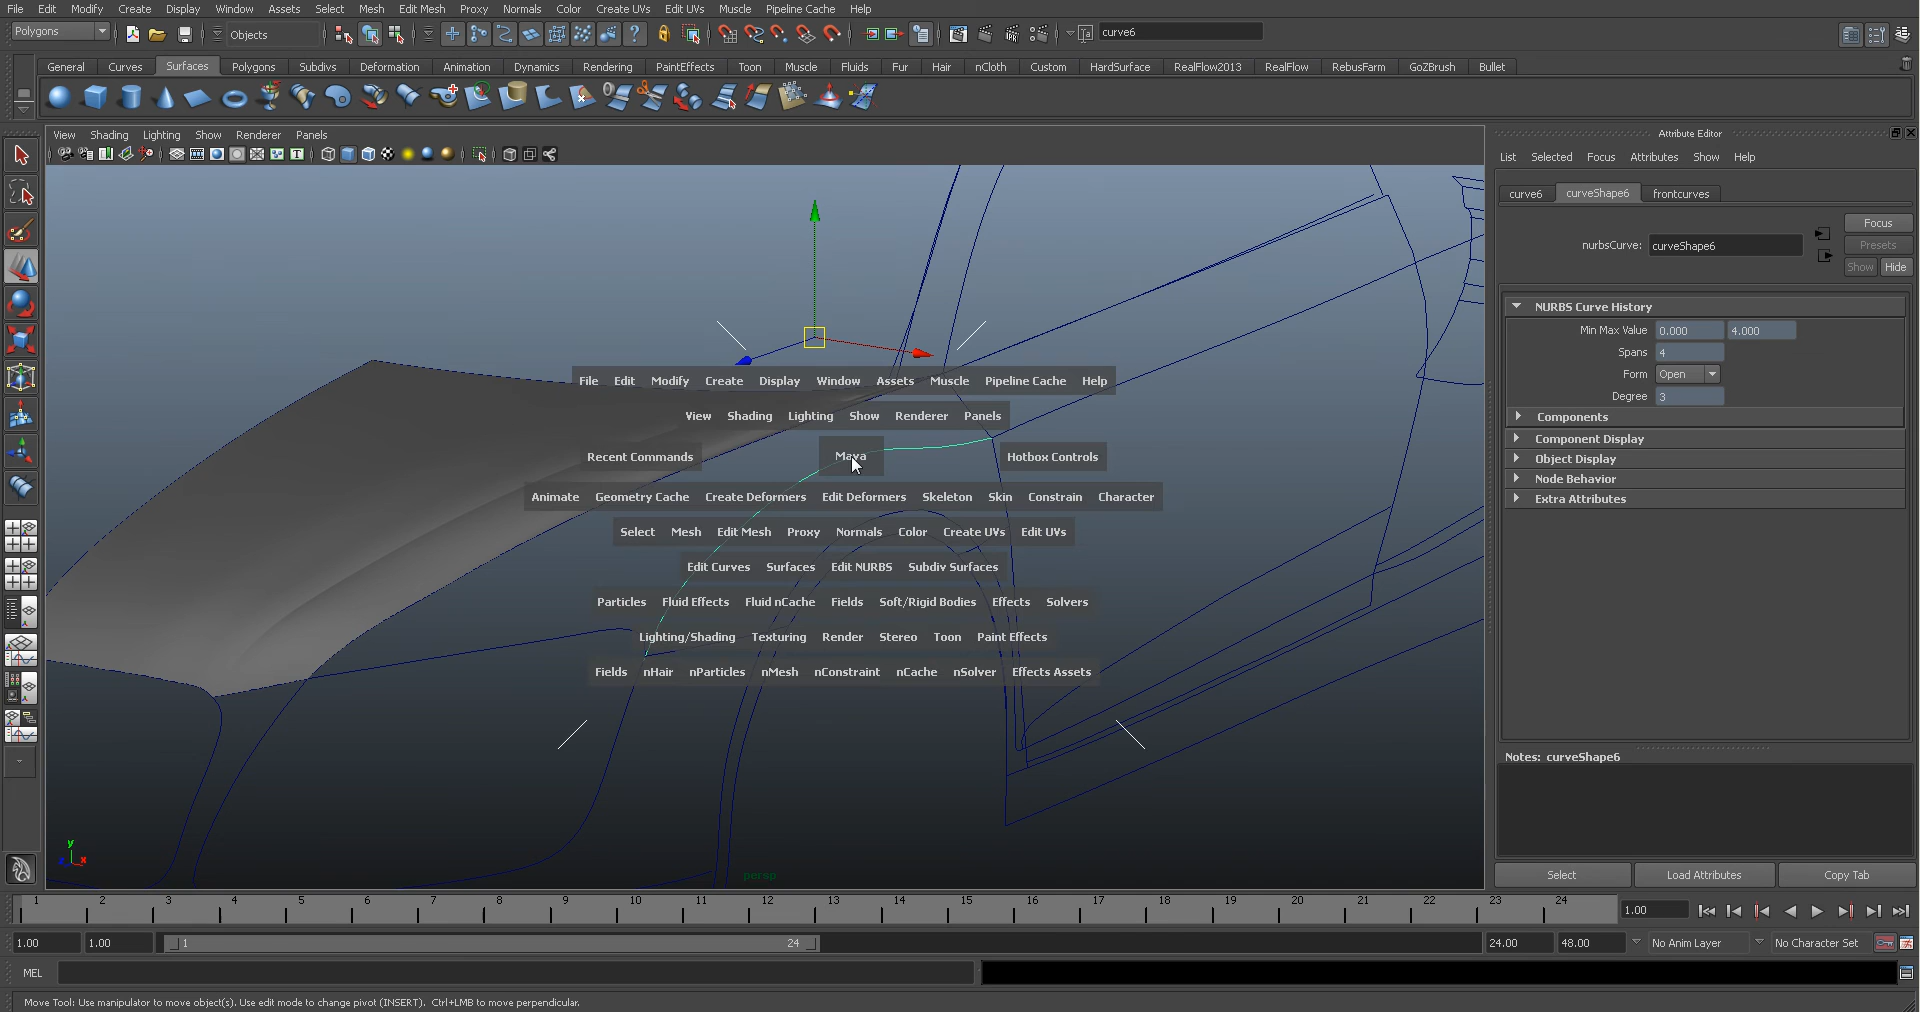 File Edit Modify Create Display Window Assets Select Mesh Edit Mesh Proxy Normals Color Create UVs Edit UVs Muscle Pipeline Cache Help
Polygons Objects curve6
General Curves Surfaces Polygons Subdivs Deformation Animation Dynamics Rendering PaintEffects Toon Muscle Fluids Fur Hair nCloth Custom HardSurface RealFlow2013 RealFlow RebusFarm GoZBrush Bullet
View Shading Lighting Show Renderer Panels
Attribute Editor
List Selected Focus Attributes Show Help
curve6 curveShape6 frontcurves
Focus
nurbsCurve: curveShape6
Presets
Show Hide
NURBS Curve History
Min Max Value 0.000 4.000
Spans 4
Form Open
Degree 3
Components
Component Display
Object Display
Node Behavior
Extra Attributes
File Edit Modify Create Display Window Assets Muscle Pipeline Cache Help
View Shading Lighting Show Renderer Panels
Recent Commands Maya Hotbox Controls
Animate Geometry Cache Create Deformers Edit Deformers Skeleton Skin Constrain Character
Select Mesh Edit Mesh Proxy Normals Color Create UVs Edit UVs
Edit Curves Surfaces Edit NURBS Subdiv Surfaces
Particles Fluid Effects Fluid nCache Fields Soft/Rigid Bodies Effects Solvers
Lighting/Shading Texturing Render Stereo Toon Paint Effects
Fields nHair nParticles nMesh nConstraint nCache nSolver Effects Assets
Notes: curveShape6
y
x
persp
Select Load Attributes Copy Tab
1 2 3 4 5 6 7 8 9 10 11 12 13 14 15 16 17 18 19 20 21 22 23 24 1.00
1.00 1.00 1 24 24.00 48.00 No Anim Layer No Character Set
MEL
Move Tool: Use manipulator to move object(s). Use edit mode to change pivot (INSERT). Ctrl+LMB to move perpendicular.